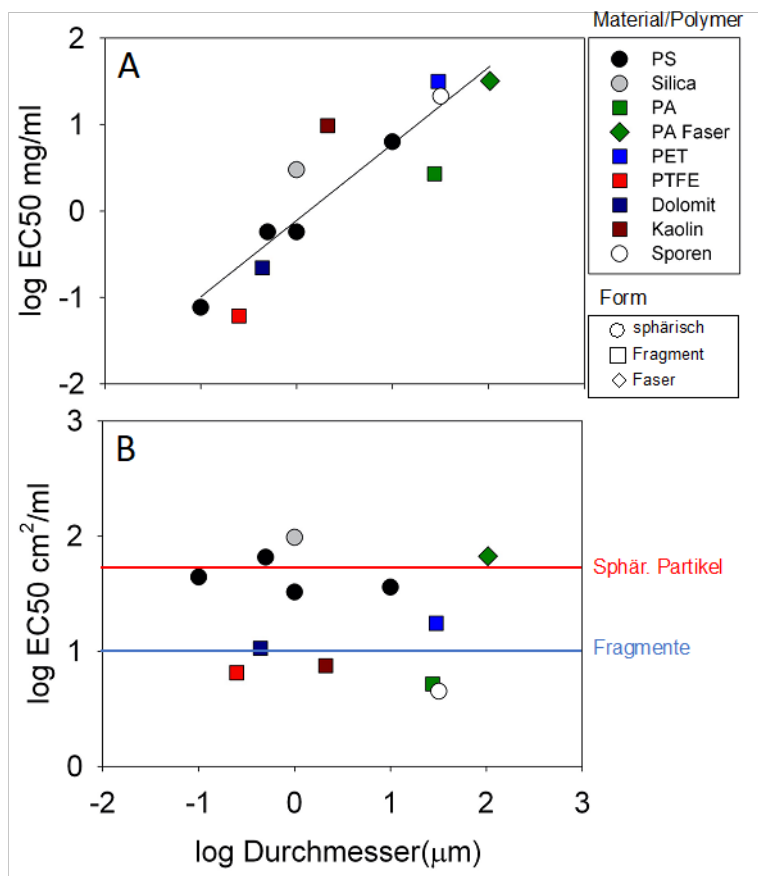 Material/Polymer
PS
Silica
PA
PA Faser
PET
PTFE
Dolomit
Kaolin
Sporen
Form
sphärisch
Fragment
Faser
A
log EC50 mg/ml
2
1
0
-1
-2
B
log EC50 cm²/ml
3
2
1
0
Sphär. Partikel
Fragmente
-2 -1 0 1 2 3
log Durchmesser(μm)